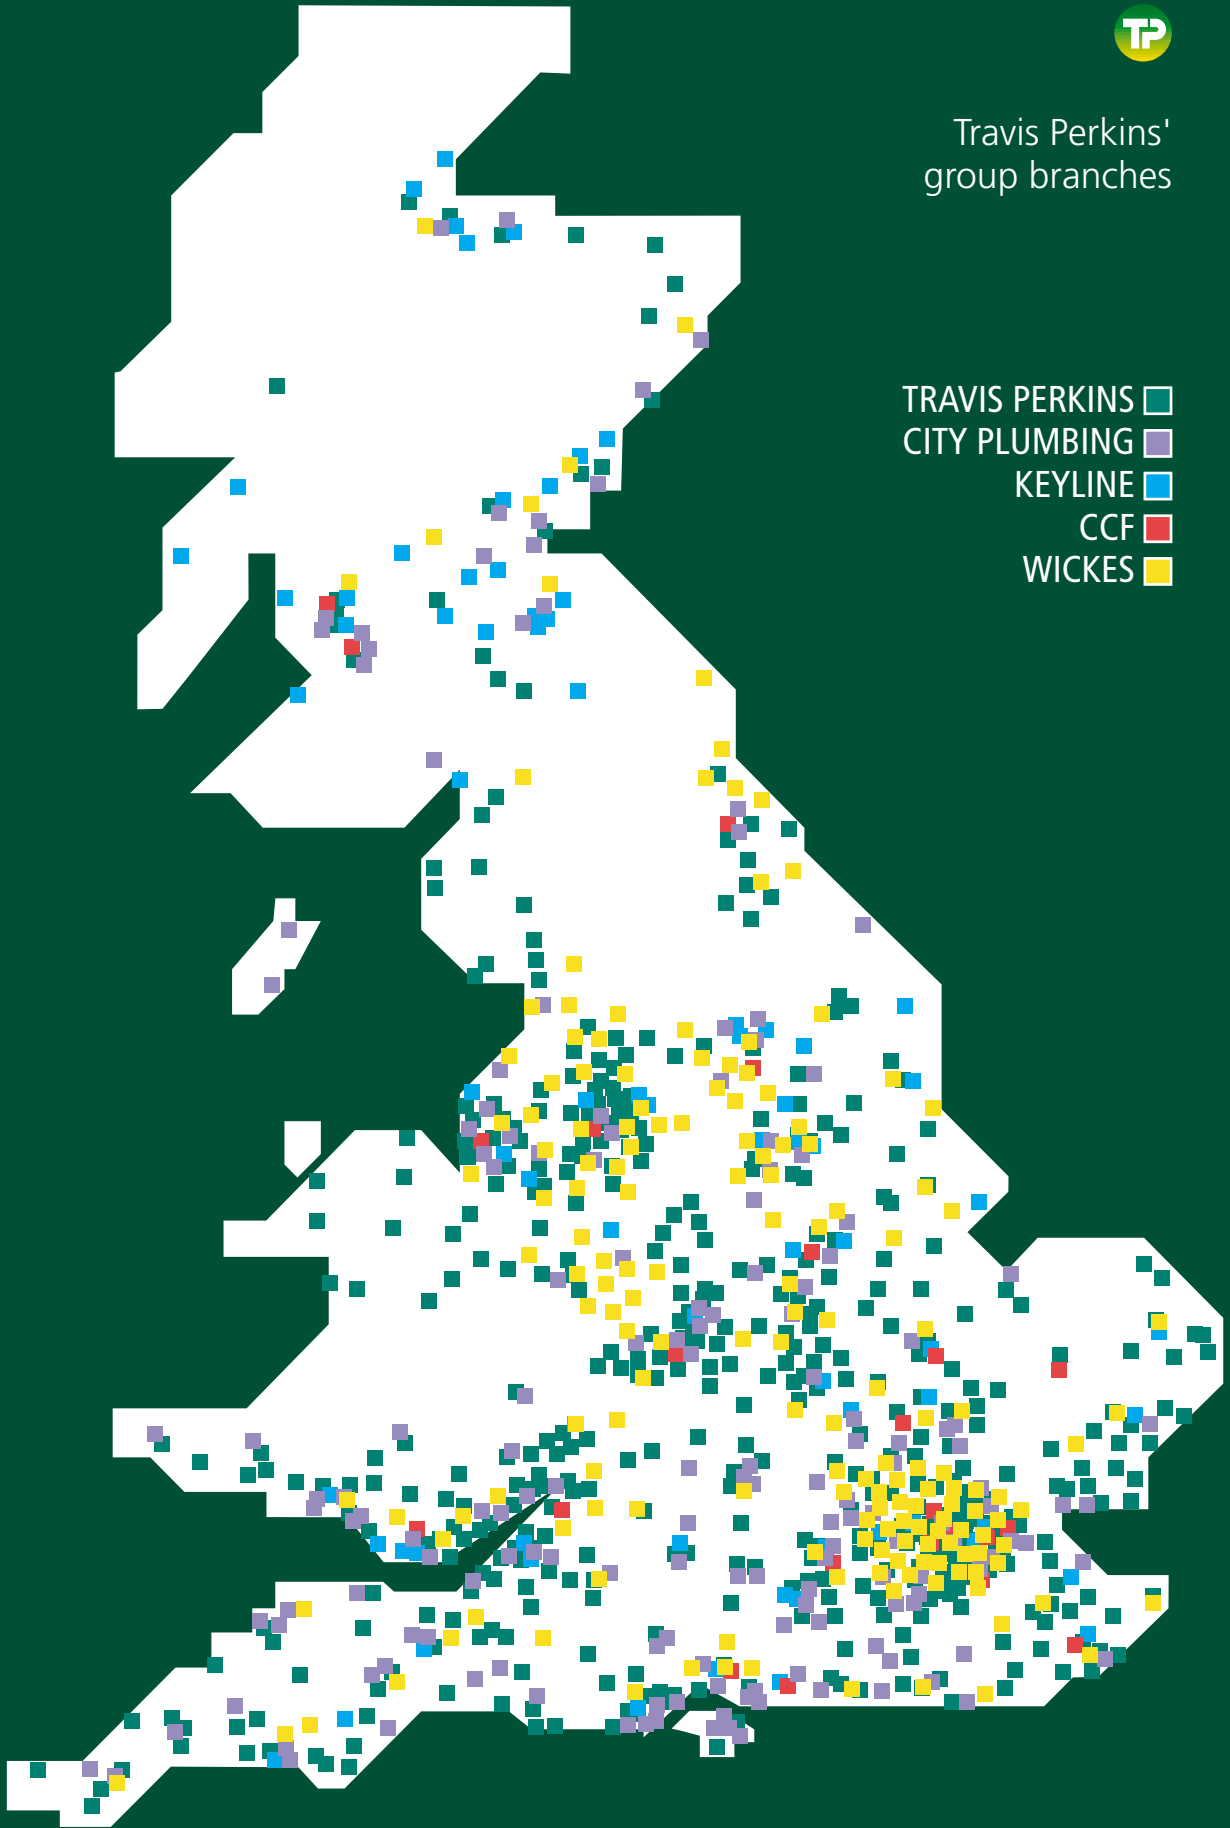 TP
Travis Perkins'
group branches
TRAVIS PERKINS
CITY PLUMBING
KEYLINE
CCF
WICKES